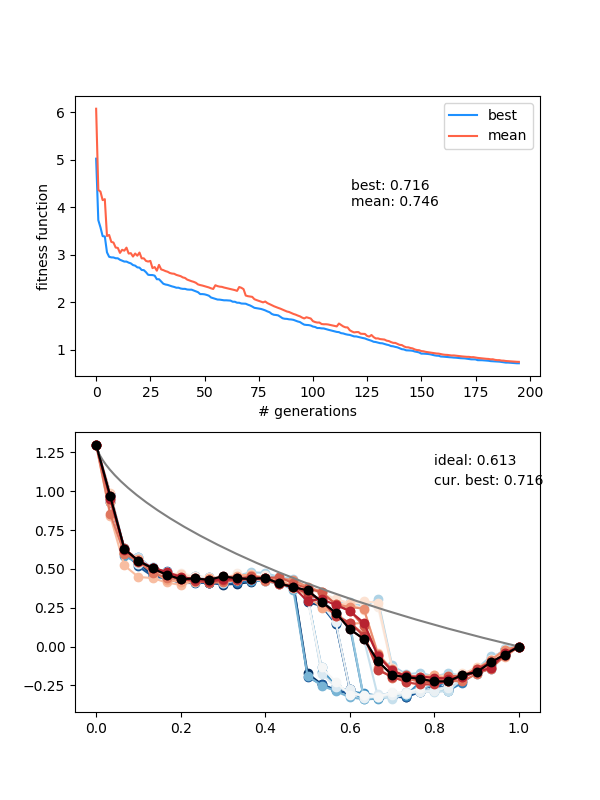 6
5
4
3
2
1
fitness function
best
mean
best: 0.716
mean: 0.746
0 25 50 75 100 125 150 175 200
# generations
1.25
1.00
0.75
0.50
0.25
0.00
−0.25
ideal: 0.613
cur. best: 0.716
0.0 0.2 0.4 0.6 0.8 1.0